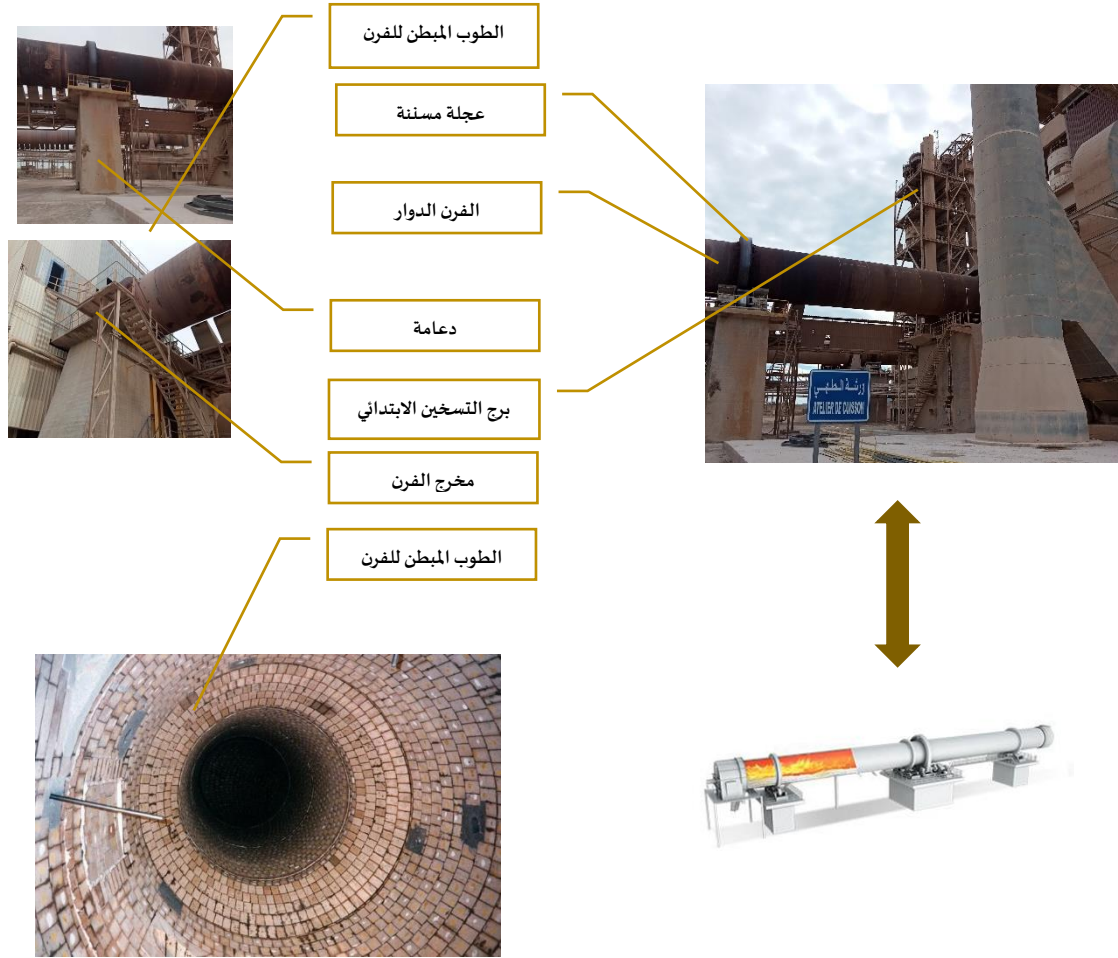 الطوب المبطن للفرن
عجلة مسننة
الفرن الدوار
دعامة
برج التسخين الابتدائي
مخرج الفرن
الطوب المبطن للفرن
ورشة الطهي
ATELIER DE CUISSON